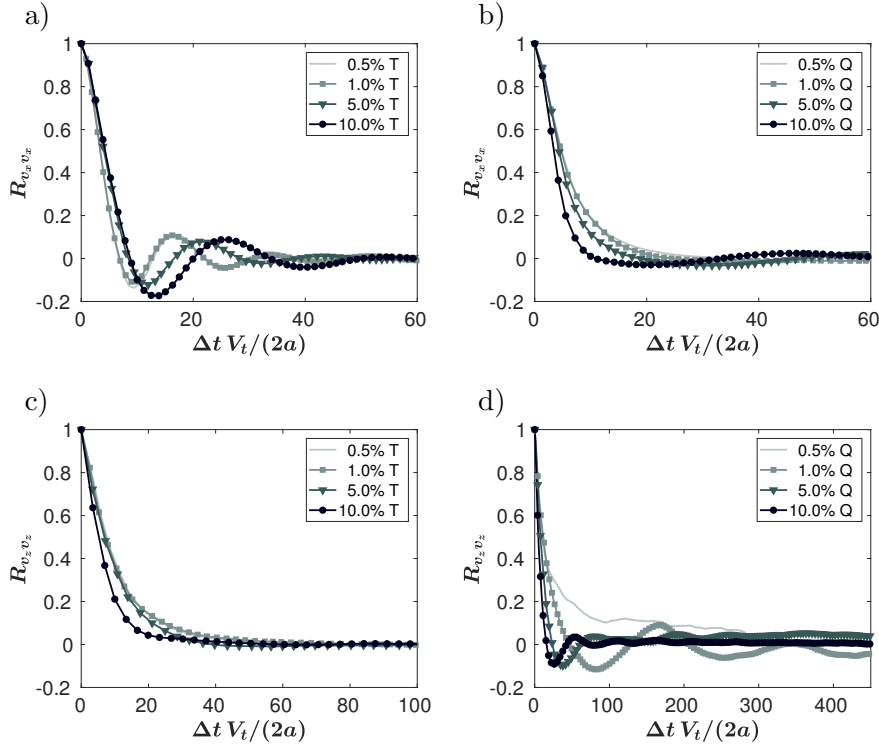 a)
1
0.8
0.6
0.4
0.2
0
-0.2
R_{v_x v_x}
0.5% T
1.0% T
5.0% T
10.0% T
0 20 40 60
Δt V_t/(2a)
b)
1
0.8
0.6
0.4
0.2
0
-0.2
R_{v_x v_x}
0.5% Q
1.0% Q
5.0% Q
10.0% Q
0 20 40 60
Δt V_t/(2a)
c)
1
0.8
0.6
0.4
0.2
0
-0.2
R_{v_z v_z}
0.5% T
1.0% T
5.0% T
10.0% T
0 20 40 60 80 100
Δt V_t/(2a)
d)
1
0.8
0.6
0.4
0.2
0
-0.2
R_{v_z v_z}
0.5% Q
1.0% Q
5.0% Q
10.0% Q
0 100 200 300 400
Δt V_t/(2a)